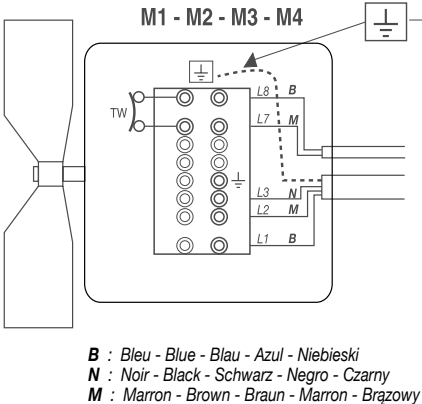 M1 - M2 - M3 - M4
L8 B
TW
L7 M
L3 N
L2 M
L1 B
B : Bleu - Blue - Blau - Azul - Niebieski
N : Noir - Black - Schwarz - Negro - Czarny
M : Marron - Brown - Braun - Marron - Brązowy